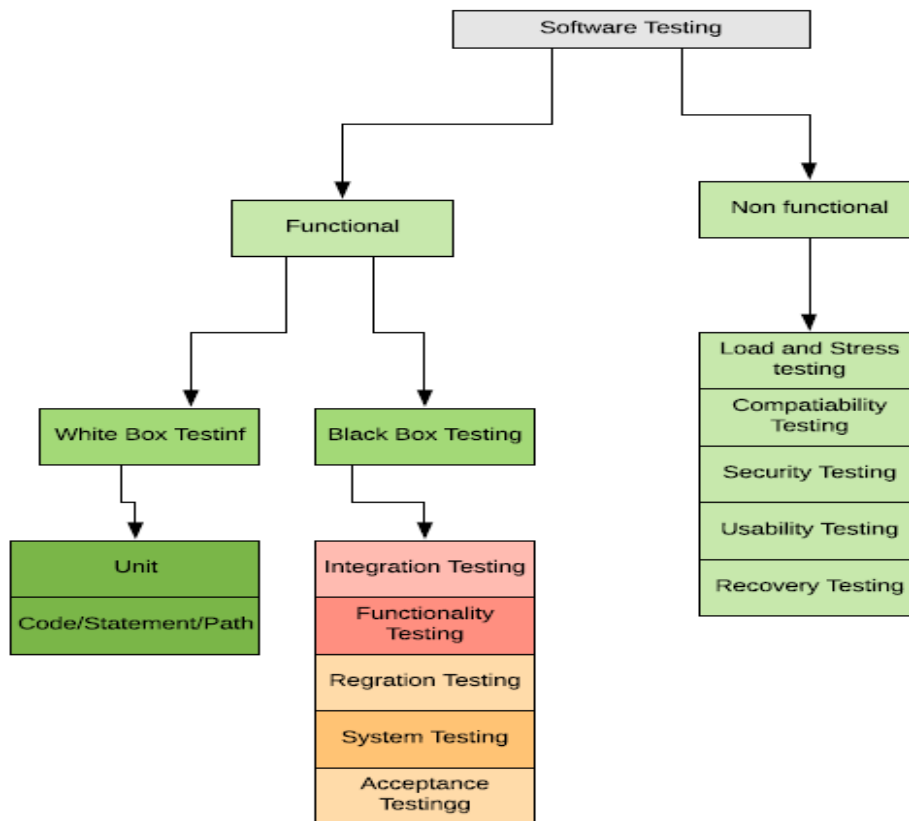 Software Testing
Functional
Non functional
White Box Testinf
Black Box Testing
Unit
Code/Statement/Path
Integration Testing
Functionality
Testing
Regration Testing
System Testing
Acceptance
Testingg
Load and Stress
testing
Compatiability
Testing
Security Testing
Usability Testing
Recovery Testing